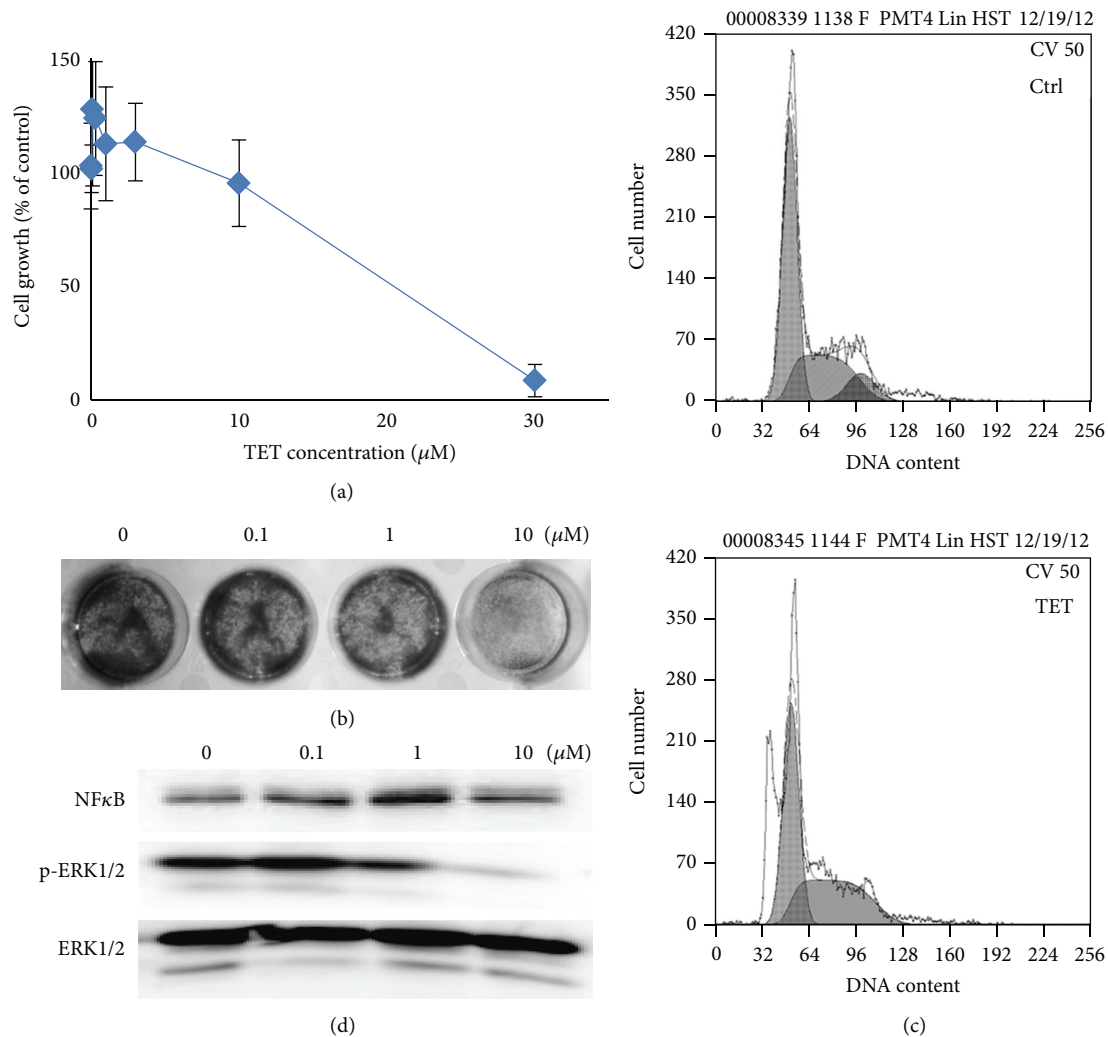 150
100
50
0
Cell growth (% of control)
0 10 20 30
TET concentration (μM)
(a)
0 0.1 1 10 (μM)
(b)
0 0.1 1 10 (μM)
NFκB
p-ERK1/2
ERK1/2
(d)
00008339 1138 F PMT4 Lin HST 12/19/12
CV 50
Ctrl
420
350
280
210
140
70
0
Cell number
0 32 64 96 128 160 192 224 256
DNA content
00008345 1144 F PMT4 Lin HST 12/19/12
CV 50
TET
420
350
280
210
140
70
0
Cell number
0 32 64 96 128 160 192 224 256
DNA content
(c)